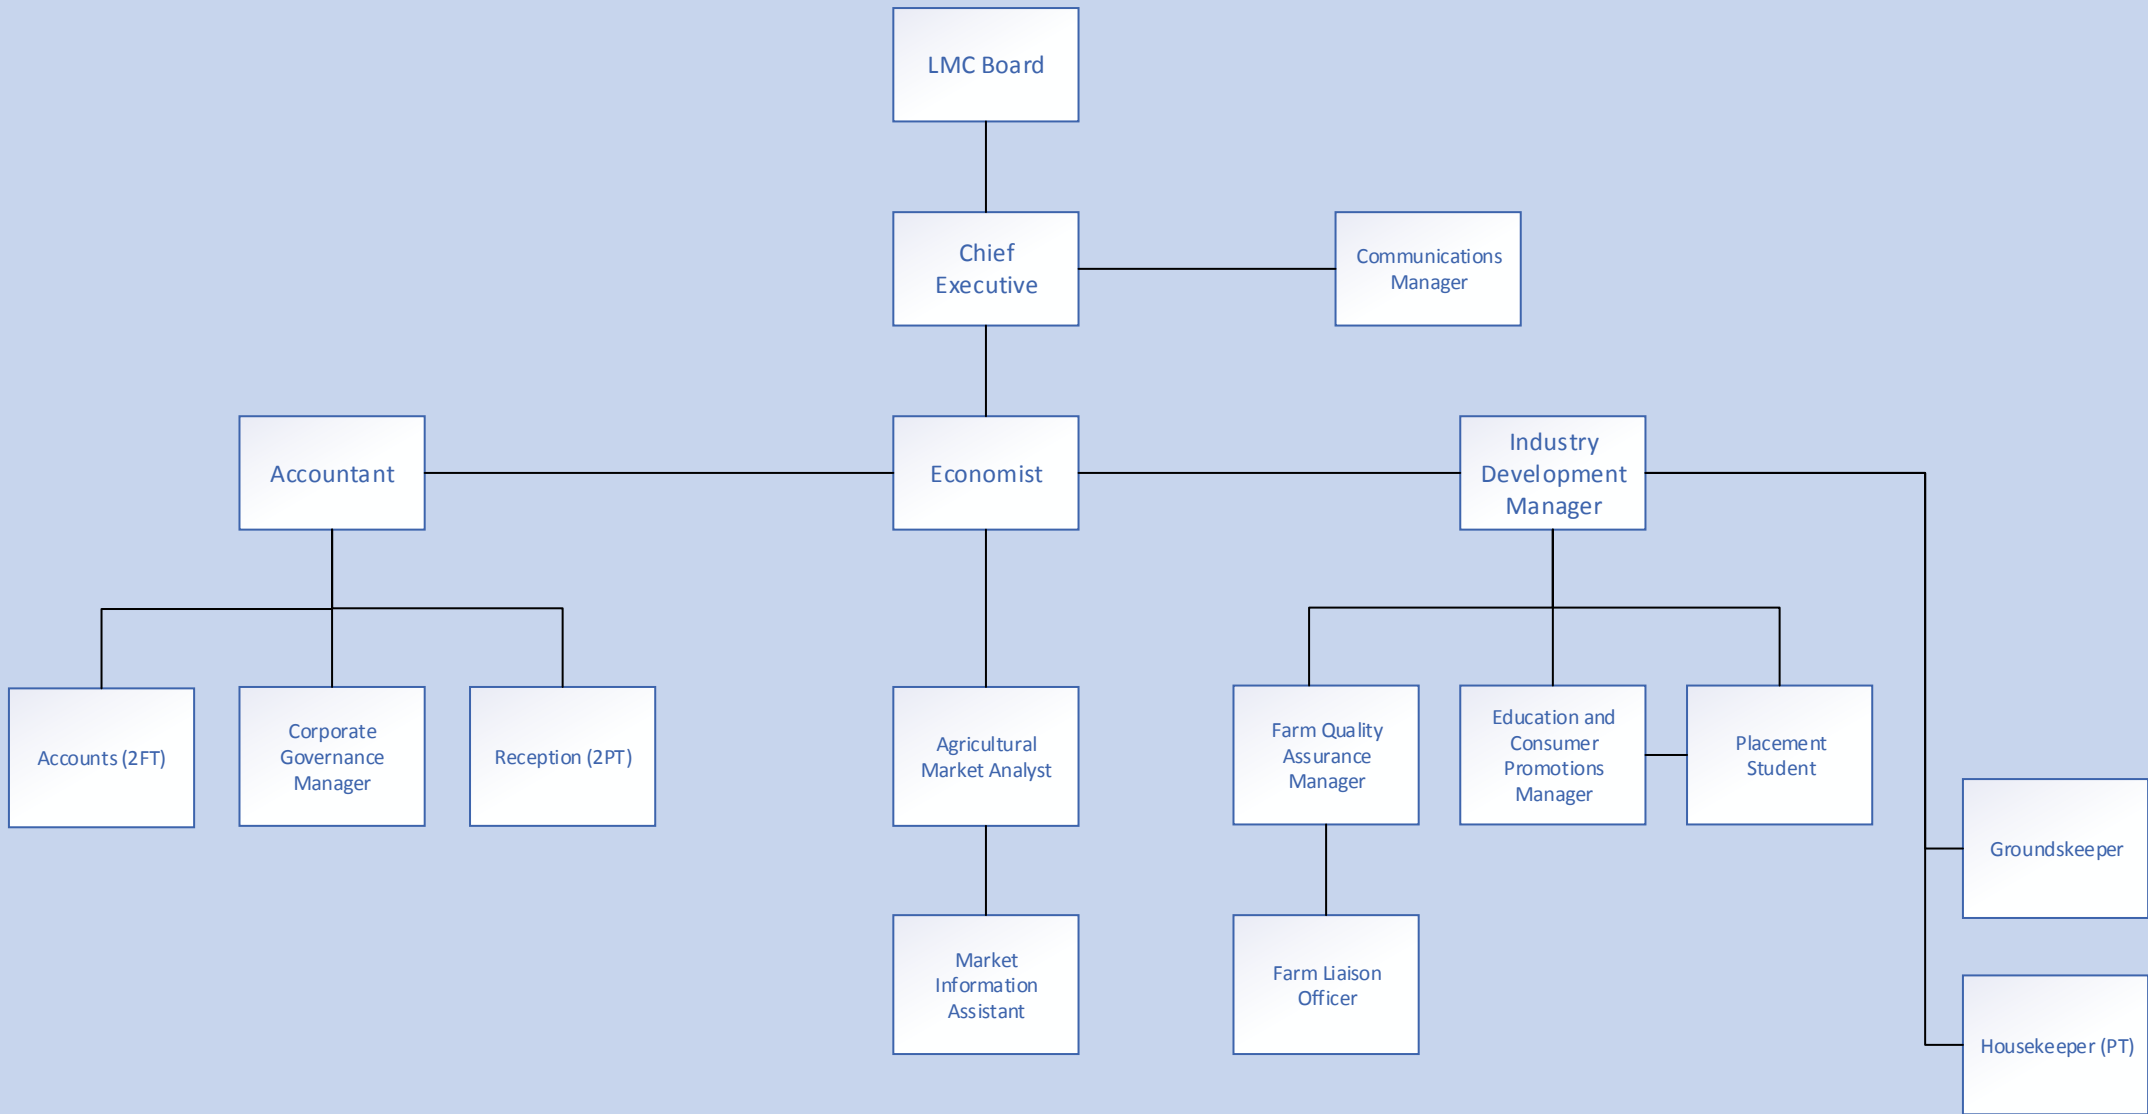 LMC Board
Chief
Executive
Communications
Manager
Accountant
Economist
Industry
Development
Manager
Accounts (2FT)
Corporate
Governance
Manager
Reception (2PT)
Agricultural
Market Analyst
Farm Quality
Assurance
Manager
Education and
Consumer
Promotions
Manager
Placement
Student
Groundskeeper
Market
Information
Assistant
Farm Liaison
Officer
Housekeeper (PT)